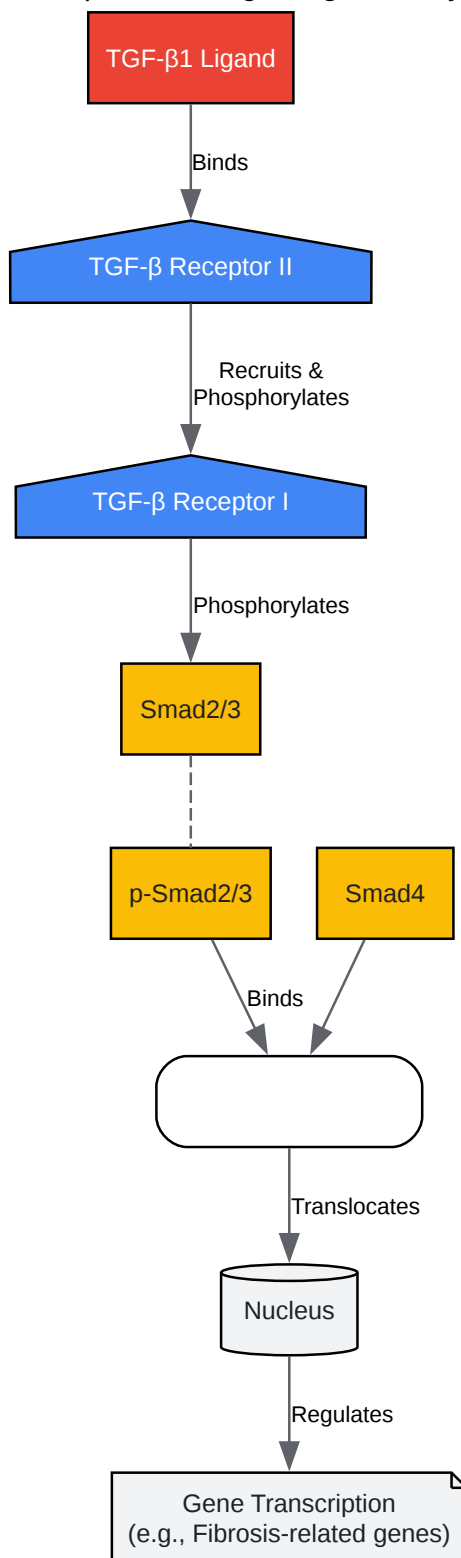 TGF-β1 Ligand
Binds
TGF-β Receptor II
Recruits &
Phosphorylates
TGF-β Receptor I
Phosphorylates
Smad2/3
p-Smad2/3
Smad4
Binds
Translocates
Nucleus
Regulates
Gene Transcription
(e.g., Fibrosis-related genes)